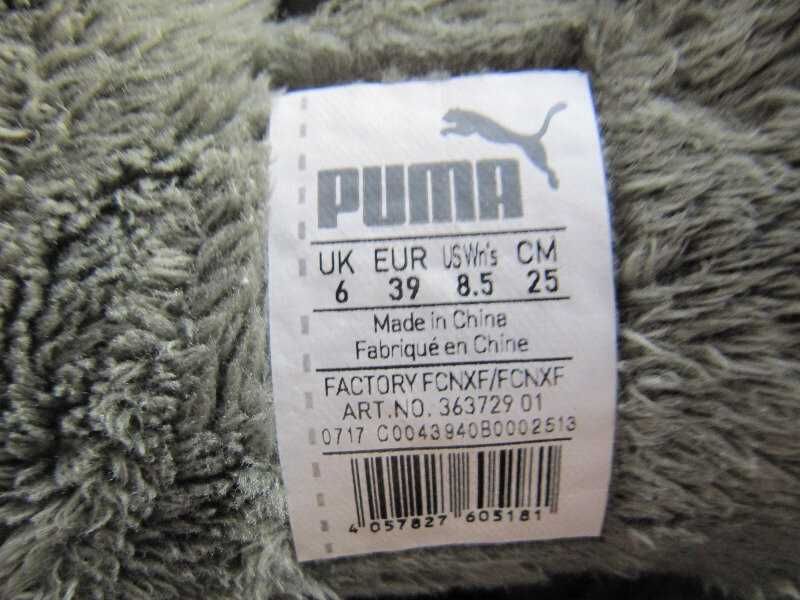 PUMA
UK EUR US Wn's CM
6 39 8.5 25
Made in China
Fabriqué en Chine
FACTORY FCNXF/FCNXF
ART.NO. 363729 01
0717 C0043940B0002513
4 057827 605181